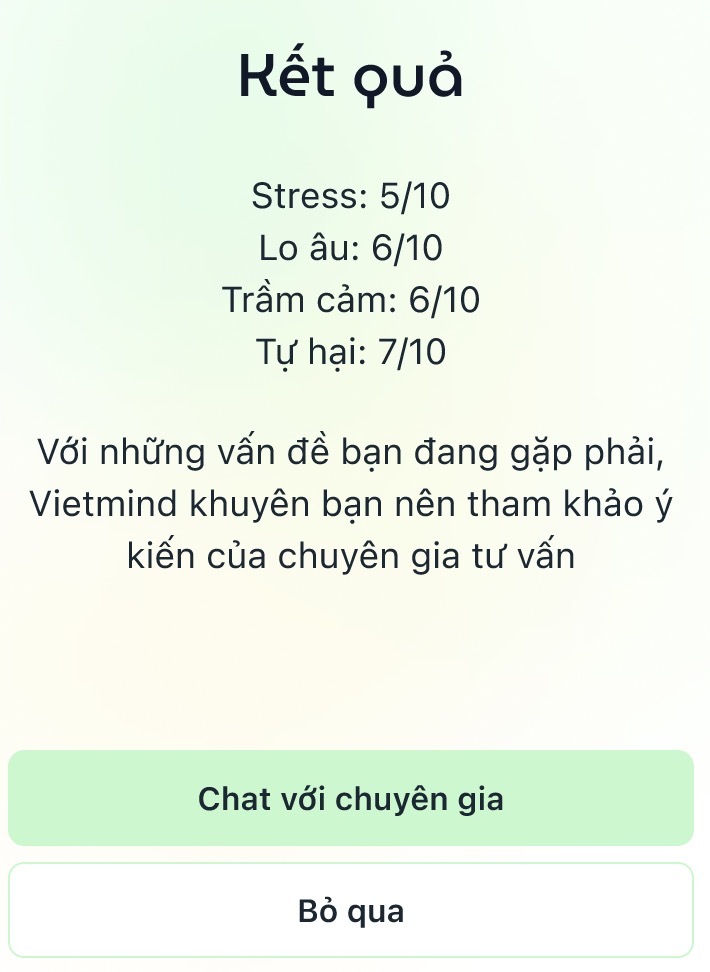 Kết quả
Stress: 5/10
Lo âu: 6/10
Trầm cảm: 6/10
Tự hại: 7/10
Với những vấn đề bạn đang gặp phải,
Vietmind khuyên bạn nên tham khảo ý
kiến của chuyên gia tư vấn
Chat với chuyên gia
Bỏ qua